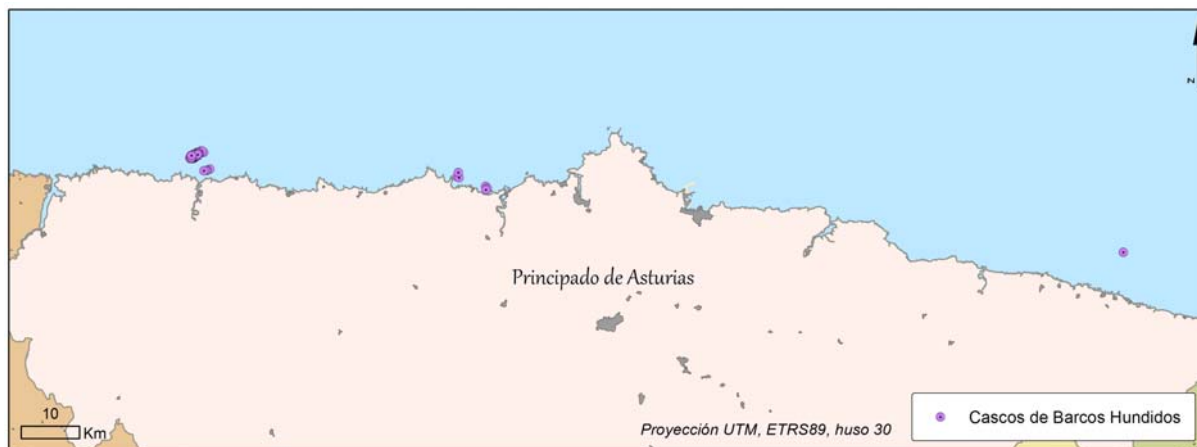 N
Principado de Asturias
10
Km
Proyección UTM, ETRS89, huso 30
Cascos de Barcos Hundidos